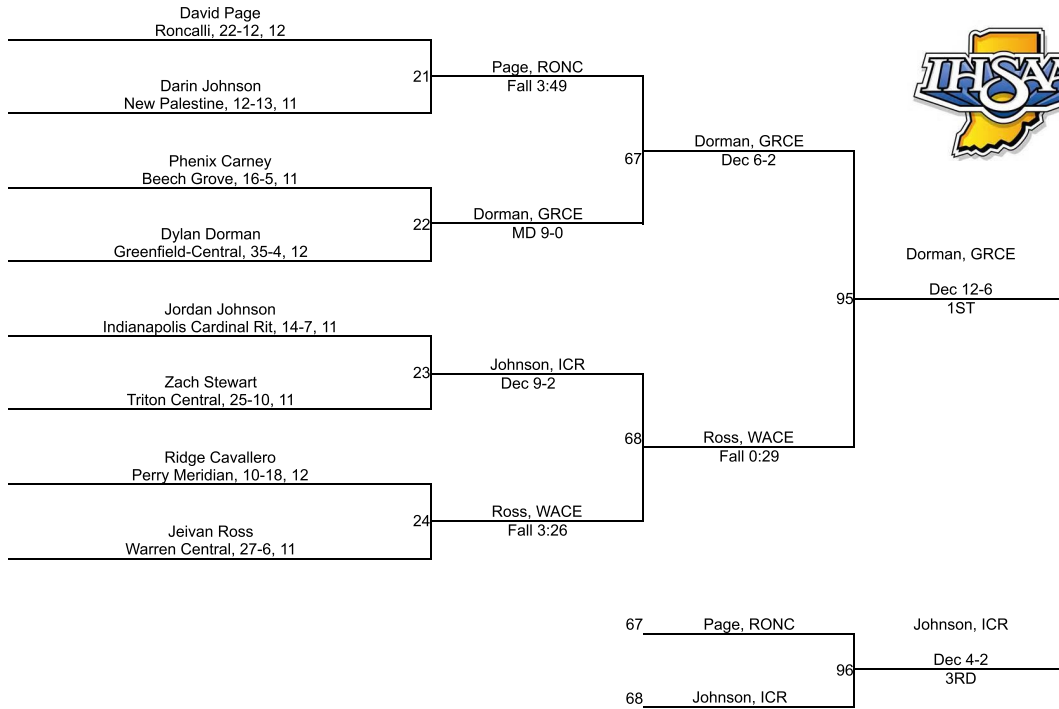 David Page
Roncalli, 22-12, 12
21
Darin Johnson
New Palestine, 12-13, 11
Page, RONC
Fall 3:49
Phenix Carney
Beech Grove, 16-5, 11
22
Dylan Dorman
Greenfield-Central, 35-4, 12
Dorman, GRCE
MD 9-0
67
Dorman, GRCE
Dec 6-2
Jordan Johnson
Indianapolis Cardinal Rit, 14-7, 11
23
Zach Stewart
Triton Central, 25-10, 11
Johnson, ICR
Dec 9-2
Ridge Cavallero
Perry Meridian, 10-18, 12
24
Jeivan Ross
Warren Central, 27-6, 11
Ross, WACE
Fall 3:26
68
Ross, WACE
Fall 0:29
95
Dorman, GRCE
Dec 12-6
1ST
IHSAA
67
Page, RONC
68
Johnson, ICR
96
Johnson, ICR
Dec 4-2
3RD